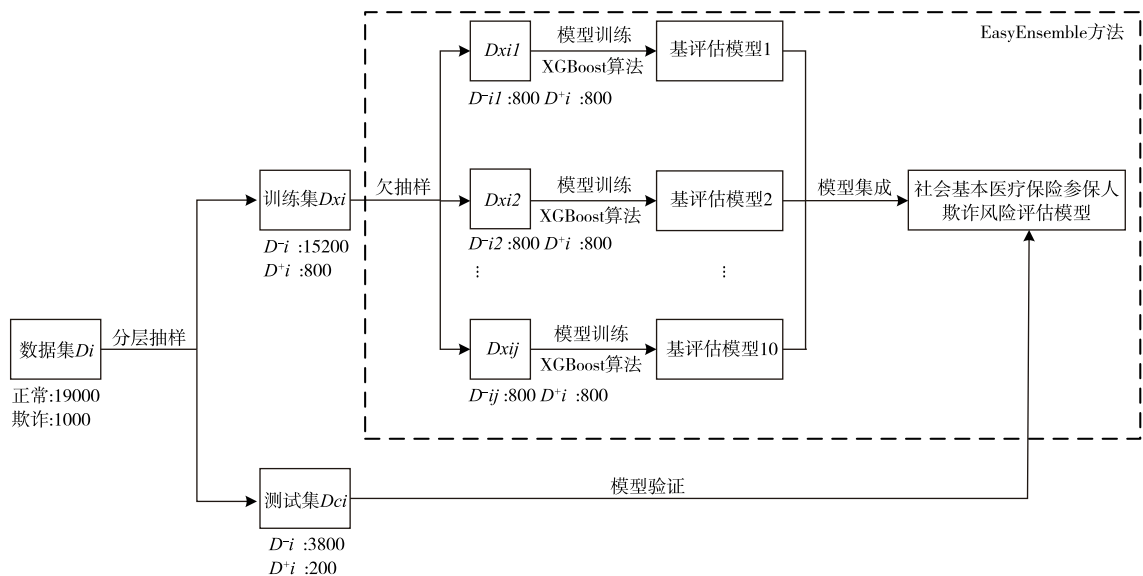 EasyEnsemble方法
Dxi1
模型训练
XGBoost算法
基评估模型1
D⁻i1 :800 D⁺i :800
训练集Dxi
D⁻i :15200
D⁺i :800
欠抽样
Dxi2
模型训练
XGBoost算法
基评估模型2
D⁻i2 :800 D⁺i :800
⋮
⋮
模型集成
社会基本医疗保险参保人
欺诈风险评估模型
数据集Di
正常:19000
欺诈:1000
分层抽样
Dxij
模型训练
XGBoost算法
基评估模型10
D⁻ij :800 D⁺i :800
测试集Dci
D⁻i :3800
D⁺i :200
模型验证